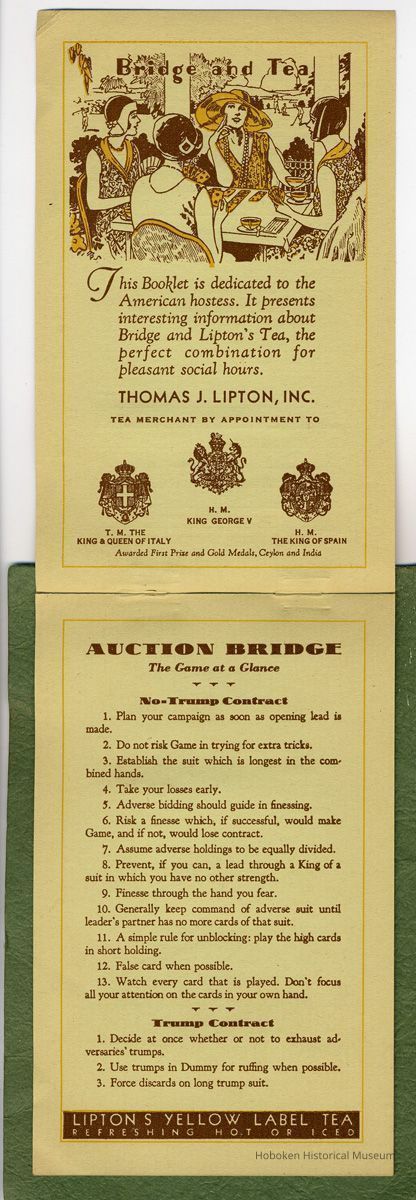 Bridge and Tea
This Booklet is dedicated to the
American hostess. It presents
interesting information about
Bridge and Lipton's Tea, the
perfect combination for
pleasant social hours.
THOMAS J. LIPTON, INC.
TEA MERCHANT BY APPOINTMENT TO
T. M. THE
KING & QUEEN OF ITALY
H. M.
KING GEORGE V
H. M.
THE KING OF SPAIN
Awarded First Prize and Gold Medals, Ceylon and India
AUCTION BRIDGE
The Game at a Glance
No-Trump Contract
1. Plan your campaign as soon as opening lead is
made.
2. Do not risk Game in trying for extra tricks.
3. Establish the suit which is longest in the com-
bined hands.
4. Take your losses early.
5. Adverse bidding should guide in finessing.
6. Risk a finesse which, if successful, would make
Game, and if not, would lose contract.
7. Assume adverse holdings to be equally divided.
8. Prevent, if you can, a lead through a King of a
suit in which you have no other strength.
9. Finesse through the hand you fear.
10. Generally keep command of adverse suit until
leader's partner has no more cards of that suit.
11. A simple rule for unblocking: play the high cards
in short holding.
12. False card when possible.
13. Watch every card that is played. Don't focus
all your attention on the cards in your own hand.
Trump Contract
1. Decide at once whether or not to exhaust ad-
versaries' trumps.
2. Use trumps in Dummy for ruffing when possible.
3. Force discards on long trump suit.
LIPTON'S YELLOW LABEL TEA
REFRESHING HOT OR ICED
Hoboken Historical Museum